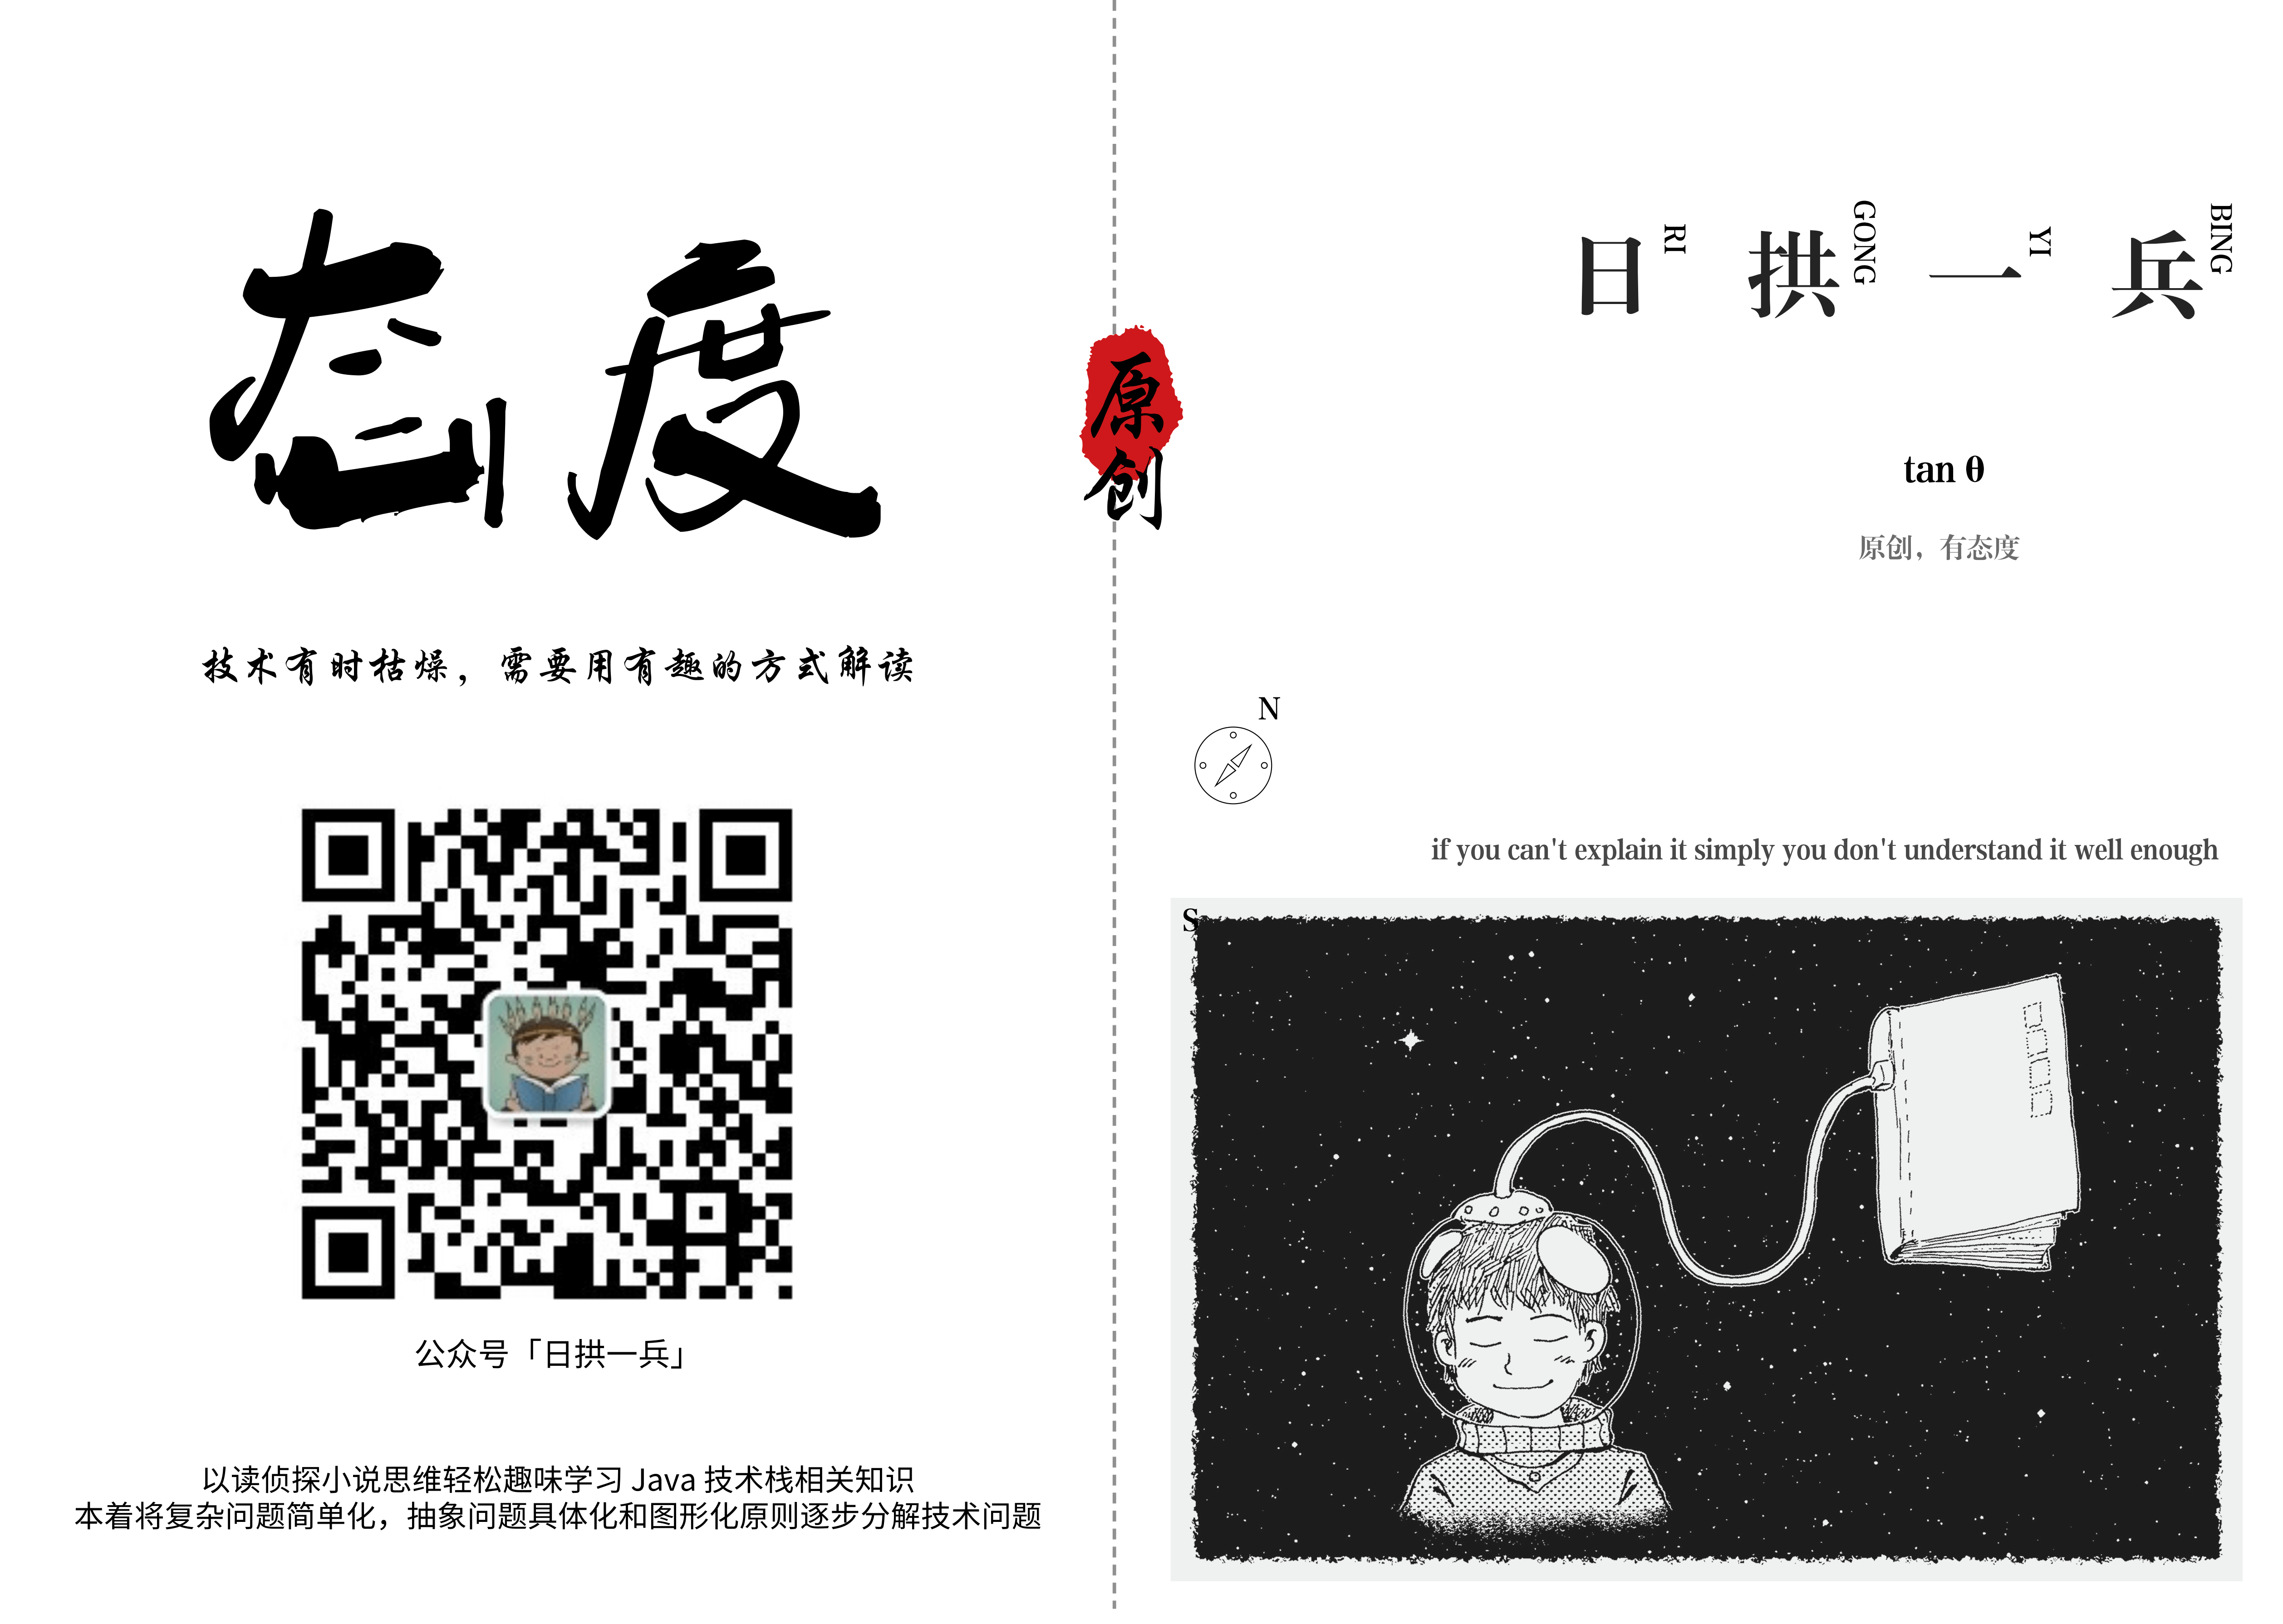 态度
技术有时枯燥，需要用有趣的方式解读
公众号「日拱一兵」
以读侦探小说思维轻松趣味学习 Java 技术栈相关知识
本着将复杂问题简单化，抽象问题具体化和图形化原则逐步分解技术问题
原创
日 RI 拱 GONG 一 YI 兵 BING
tan θ
原创，有态度
N
if you can't explain it simply you don't understand it well enough
S